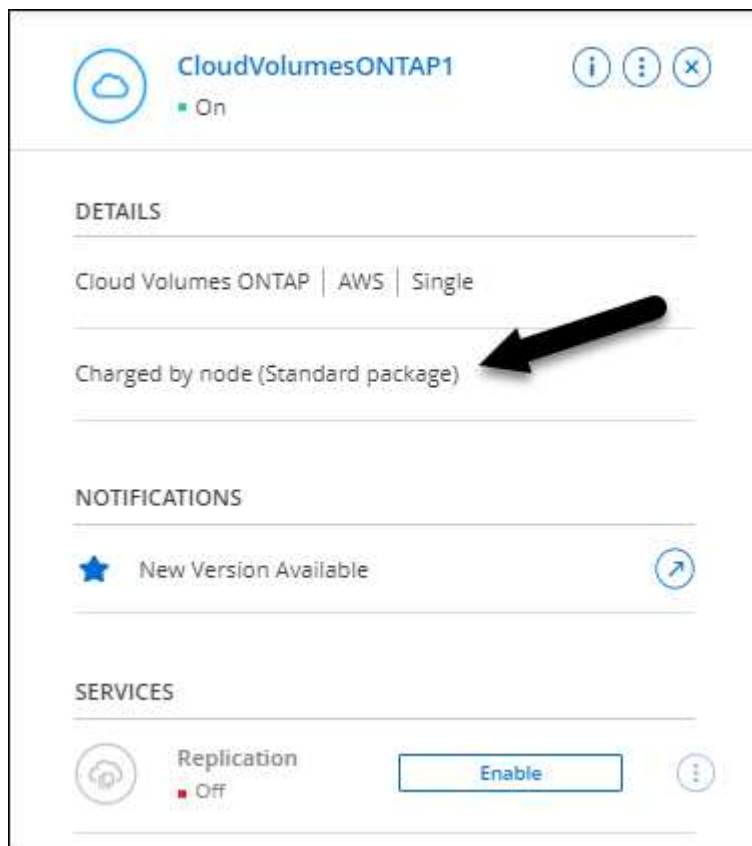 CloudVolumesONTAP1
On
DETAILS
Cloud Volumes ONTAP | AWS | Single
Charged by node (Standard package)
NOTIFICATIONS
New Version Available
SERVICES
Replication
Enable
Off